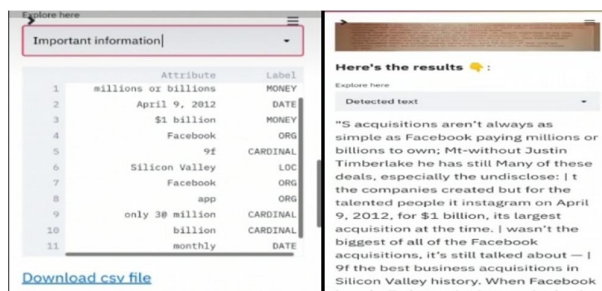 Explore here
Important information
Attribute Label
1 millions or billions MONEY
2 April 9, 2012 DATE
3 $1 billion MONEY
4 Facebook ORG
5 9f CARDINAL
6 Silicon Valley LOC
7 Facebook ORG
8 app ORG
9 only 30 million CARDINAL
10 billion CARDINAL
11 monthly DATE
Download csv file
Here's the results 👇:
Explore here
Detected text
"S acquisitions aren't always as
simple as Facebook paying millions or
billions to own; Mt-without Justin
Timberlake he has still Many of these
deals, especially the undisclose: | t
the companies created but for the
talented people it instagram on April
9, 2012, for $1 billion, its largest
acquisition at the time. | wasn't the
biggest of all of the Facebook
acquisitions, it's still talked about — |
9f the best business acquisitions in
Silicon Valley history. When Facebook